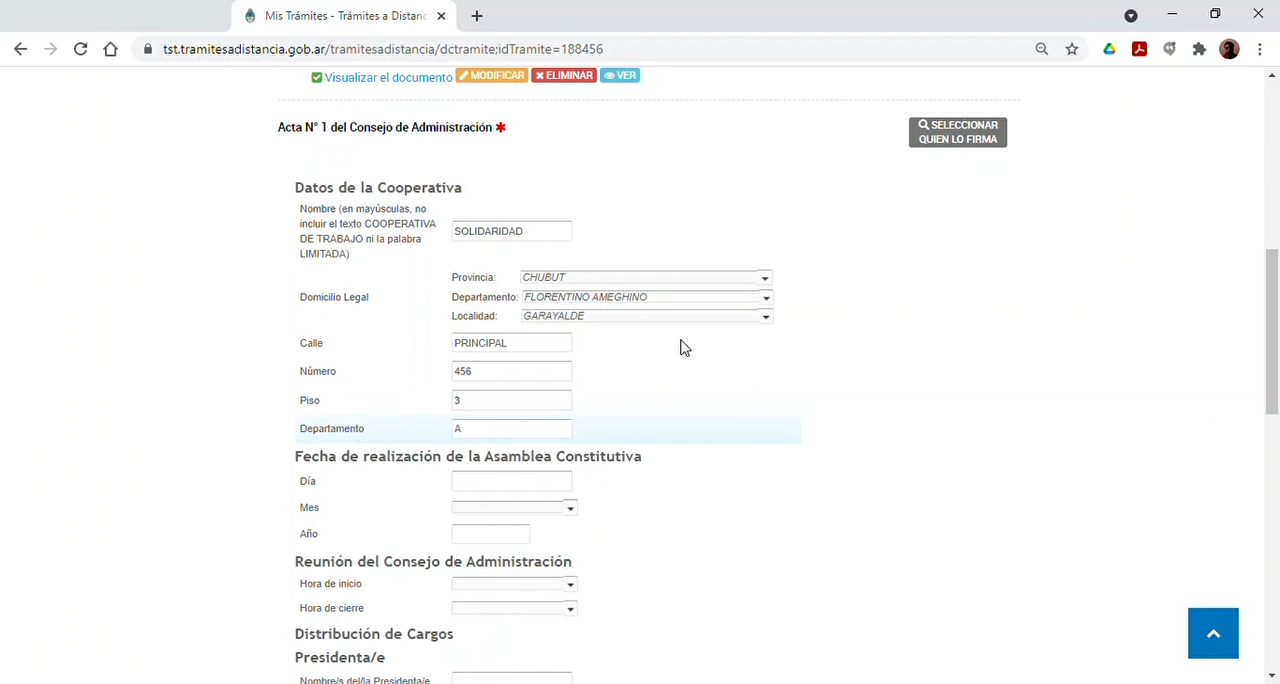 Mis Trámites - Trámites a Distanc
tst.tramitesadistancia.gob.ar/tramitesadistancia/dctramite;idTramite=188456
Visualizar el documento MODIFICAR ELIMINAR VER
Acta N° 1 del Consejo de Administración *
SELECCIONAR
QUIEN LO FIRMA
Datos de la Cooperativa
Nombre (en mayúsculas, no
incluir el texto COOPERATIVA
DE TRABAJO ni la palabra
LIMITADA)
SOLIDARIDAD
Domicilio Legal
Provincia: CHUBUT
Departamento: FLORENTINO AMEGHINO
Localidad: GARAYALDE
Calle PRINCIPAL
Número 456
Piso 3
Departamento A
Fecha de realización de la Asamblea Constitutiva
Día
Mes
Año
Reunión del Consejo de Administración
Hora de inicio
Hora de cierre
Distribución de Cargos
Presidenta/e
Nombre/s del/la Presidenta/e